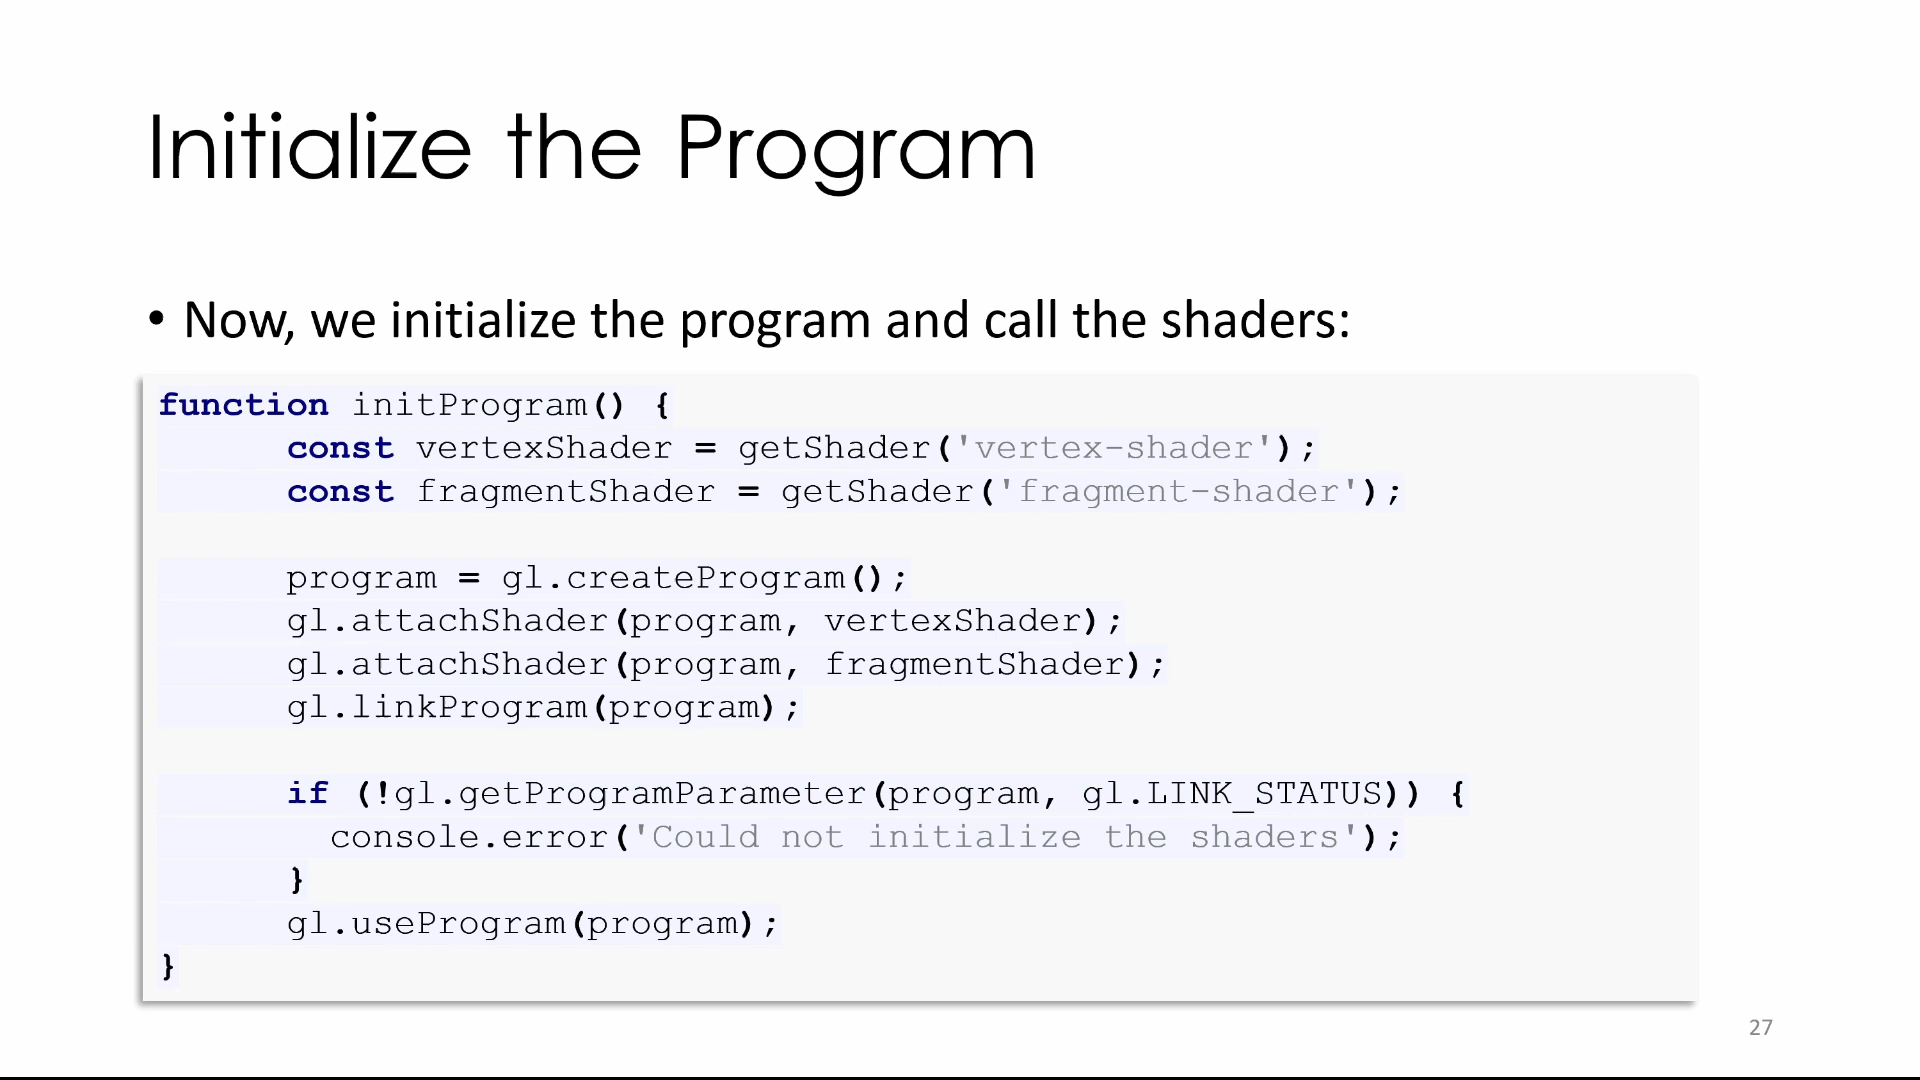 Initialize the Program
• Now, we initialize the program and call the shaders:
function initProgram() {
      const vertexShader = getShader('vertex-shader');
      const fragmentShader = getShader('fragment-shader');

      program = gl.createProgram();
      gl.attachShader(program, vertexShader);
      gl.attachShader(program, fragmentShader);
      gl.linkProgram(program);

      if (!gl.getProgramParameter(program, gl.LINK_STATUS)) {
        console.error('Could not initialize the shaders');
      }
      gl.useProgram(program);
}
27